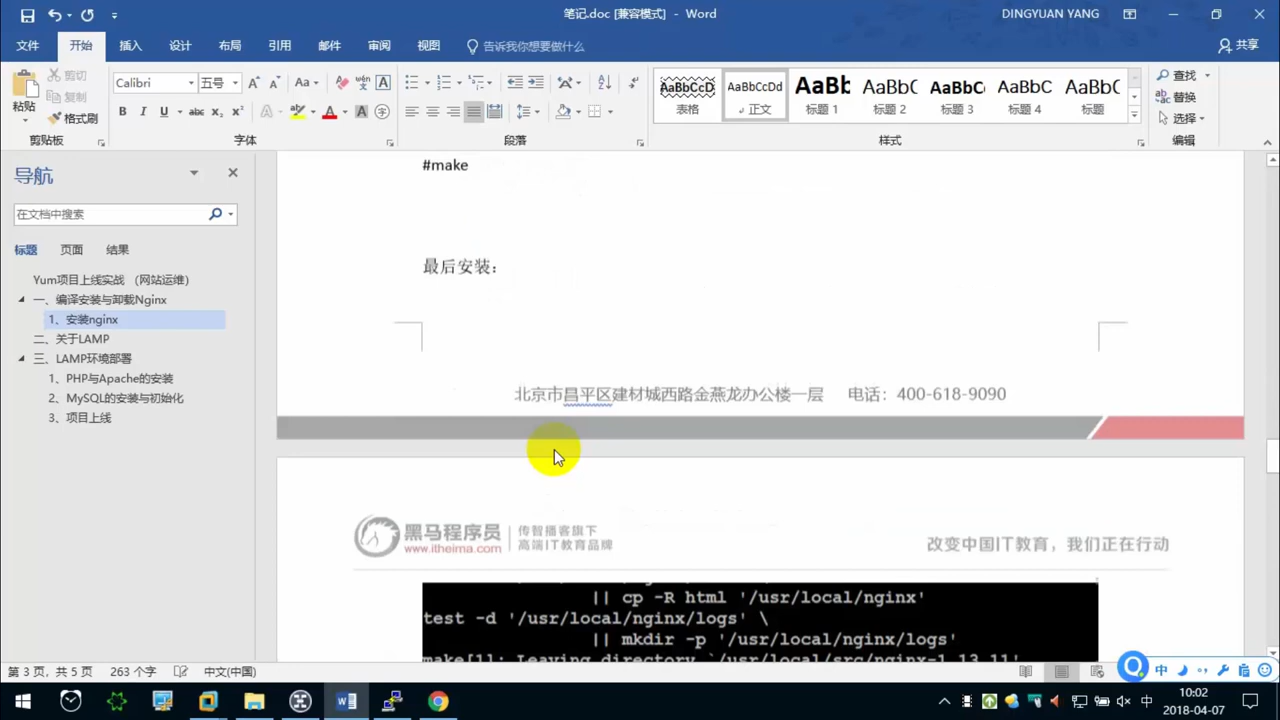 笔记.doc [兼容模式] - Word
DINGYUAN YANG
文件 开始 插入 设计 布局 引用 邮件 审阅 视图 告诉我你想要做什么 共享
粘贴 剪切 复制 格式刷
Calibri 五号
AaBbCcD AaBbCcDd AaBb AaBbC AaBbC AaBbC AaBbC
表格 正文 标题 1 标题 2 标题 3 标题 4 标题
查找
替换
选择
剪贴板 字体 段落 样式 编辑
导航
在文档中搜索
标题 页面 结果
Yum项目上线实战 （网站运维）
一、编译安装与卸载Nginx
1、安装nginx
二、关于LAMP
三、LAMP环境部署
1、PHP与Apache的安装
2、MySQL的安装与初始化
3、项目上线
#make
最后安装：
北京市昌平区建材城西路金燕龙办公楼一层 电话：400-618-9090
黑马程序员
www.itheima.com
传智播客旗下
高端IT教育品牌
改变中国IT教育，我们正在行动
|| cp -R html '/usr/local/nginx'
test -d '/usr/local/nginx/logs' \
|| mkdir -p '/usr/local/nginx/logs'
make[1]: Leaving directory `/usr/local/src/nginx-1.13.11'
第 3 页，共 5 页 263 个字 中文(中国)
中
中
10:02
2018-04-07